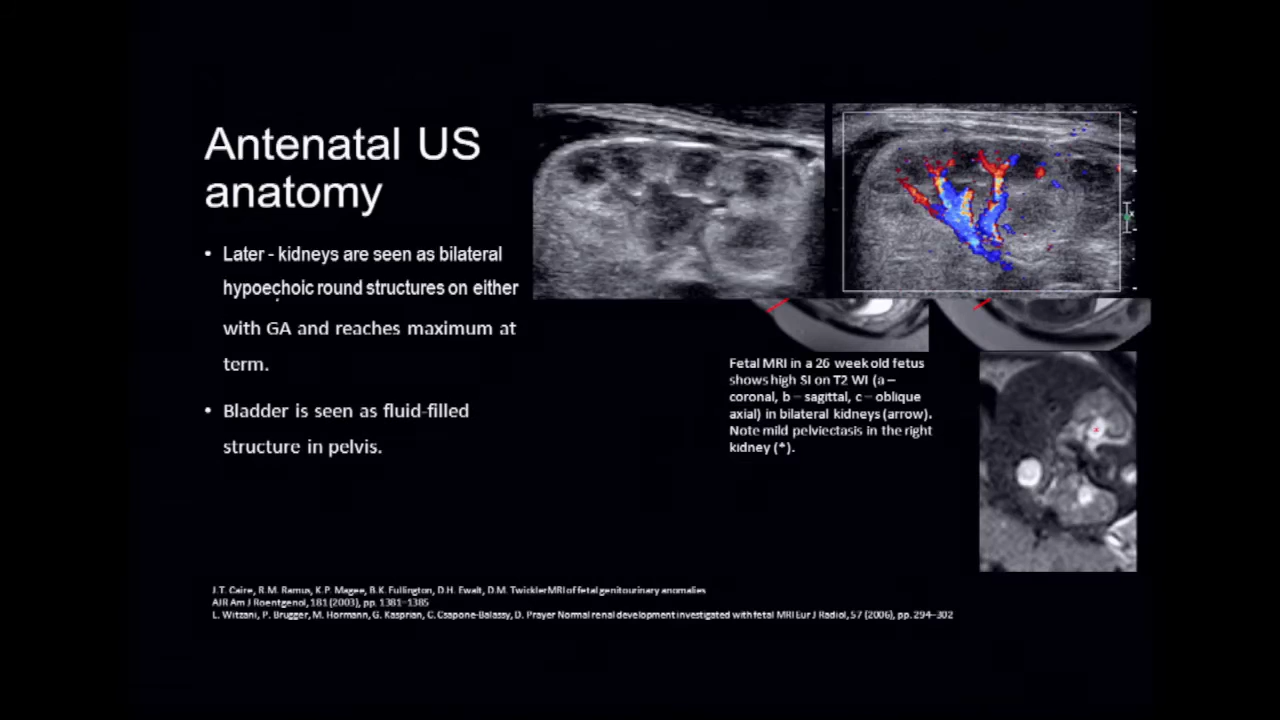 Antenatal US
anatomy
• Later - kidneys are seen as bilateral
hypoechoic round structures on either
with GA and reaches maximum at
term.
• Bladder is seen as fluid-filled
structure in pelvis.
Fetal MRI in a 26 week old fetus
shows high SI on T2 WI (a –
coronal, b – sagittal, c – oblique
axial) in bilateral kidneys (arrow).
Note mild pelviectasis in the right
kidney (*).
J.T. Caire, R.M. Ramus, K.P. Magee, B.K. Fullington, D.H. Ewalt, D.M. Twickler MRI of fetal genitourinary anomalies
AJR Am J Roentgenol, 181 (2003), pp. 1381–1385
L. Witzani, P. Brugger, M. Hormann, G. Kasprian, C. Csapone-Balassy, D. Prayer Normal renal development investigated with fetal MRI Eur J Radiol, 57 (2006), pp. 294–302